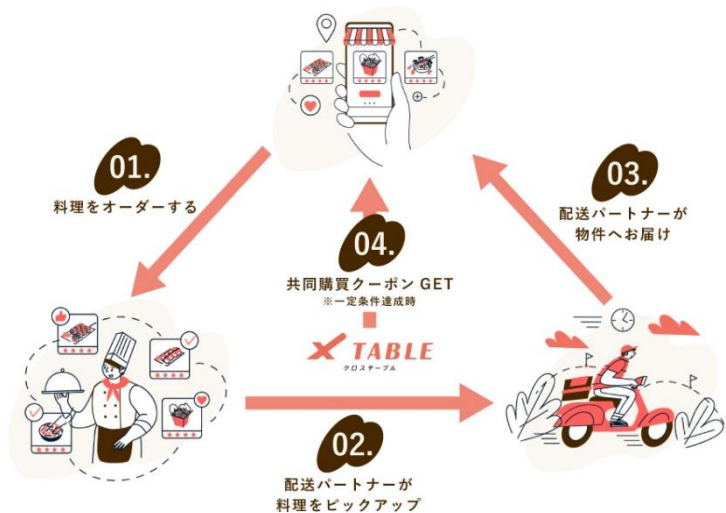 01.
料理をオーダーする
03.
配送パートナーが
物件へお届け
04.
共同購買クーポン GET
※一定条件達成時
X TABLE
クロステーブル
02.
配送パートナーが
料理をピックアップ